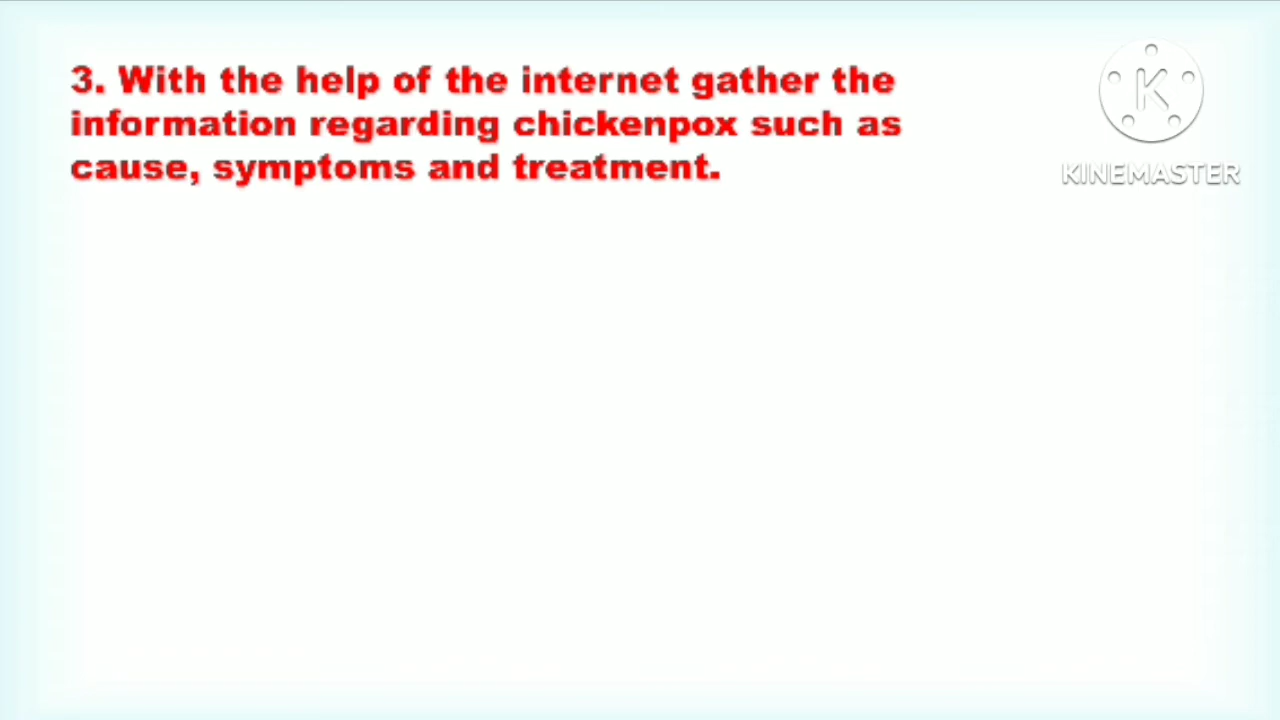 3. With the help of the internet gather the
information regarding chickenpox such as
cause, symptoms and treatment.
K
KINEMASTER